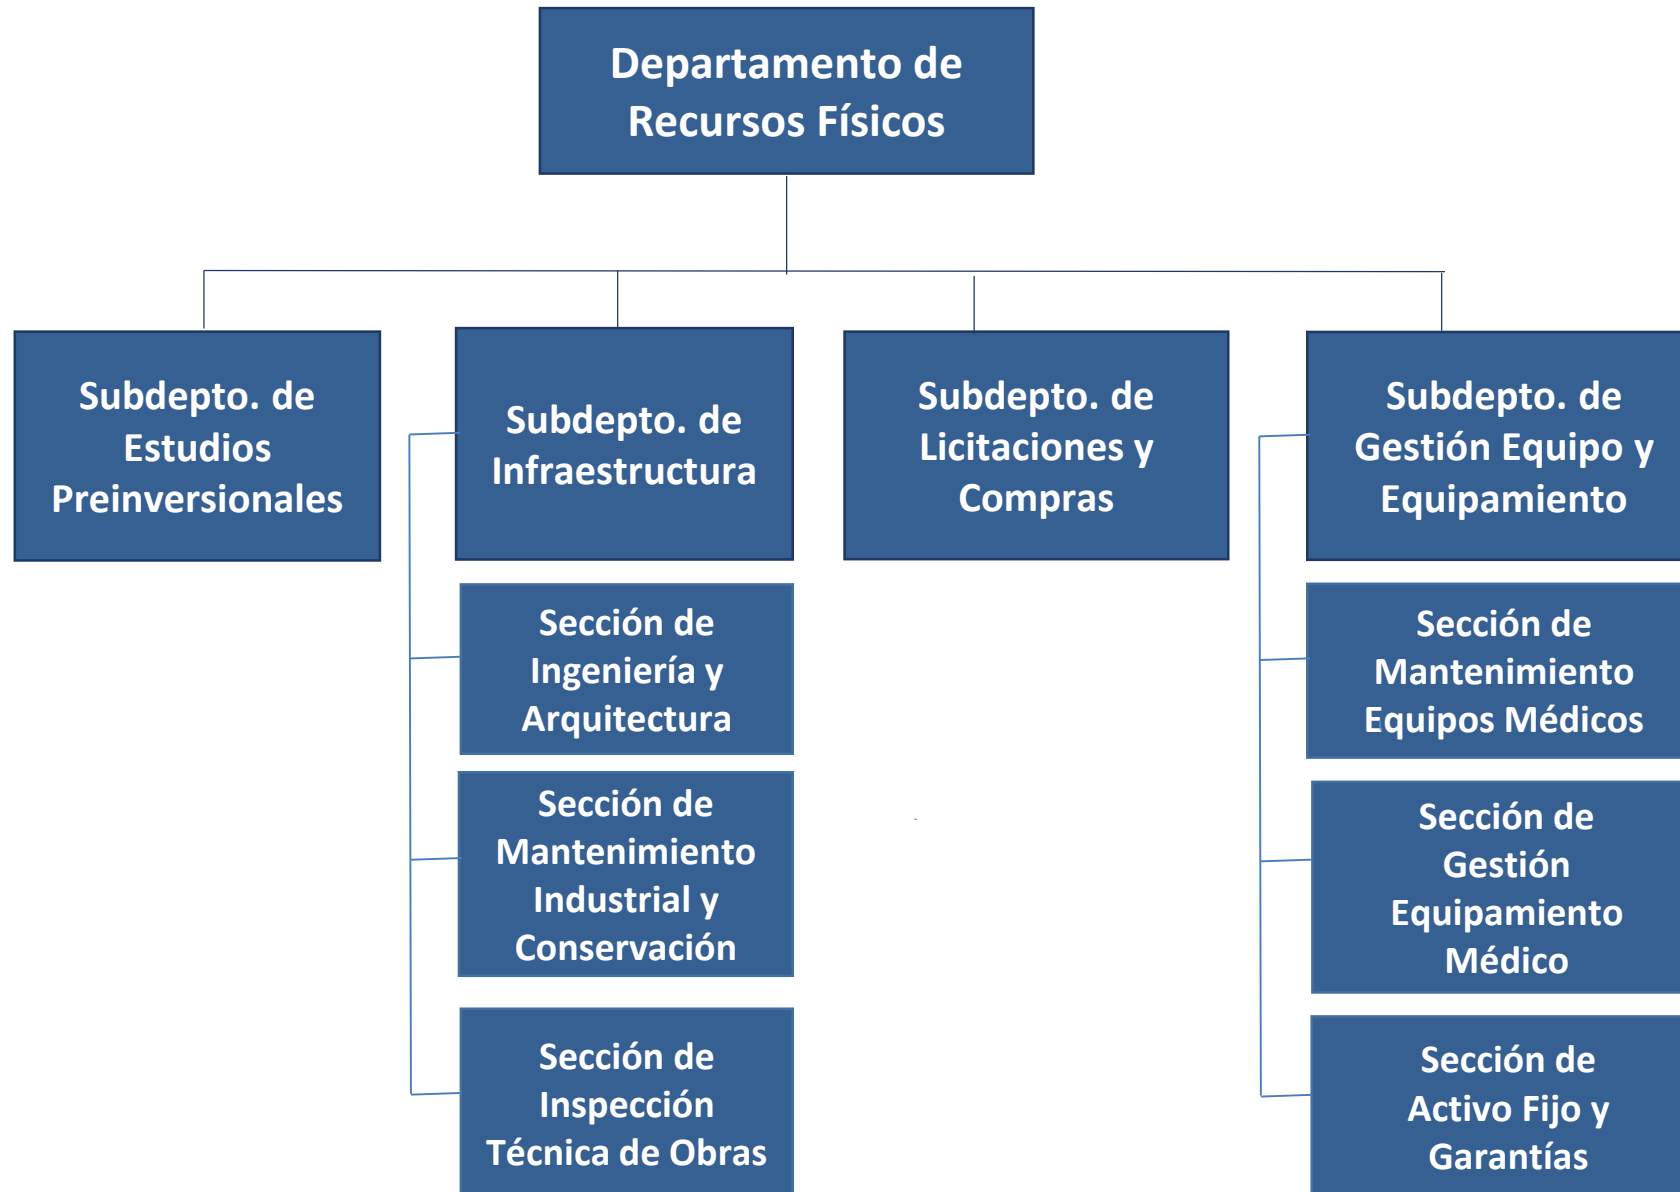 Departamento de
Recursos Físicos
Subdepto. de
Estudios
Preinversionales
Subdepto. de
Infraestructura
Subdepto. de
Licitaciones y
Compras
Subdepto. de
Gestión Equipo y
Equipamiento
Sección de
Ingeniería y
Arquitectura
Sección de
Mantenimiento
Industrial y
Conservación
Sección de
Inspección
Técnica de Obras
Sección de
Mantenimiento
Equipos Médicos
Sección de
Gestión
Equipamiento
Médico
Sección de
Activo Fijo y
Garantías